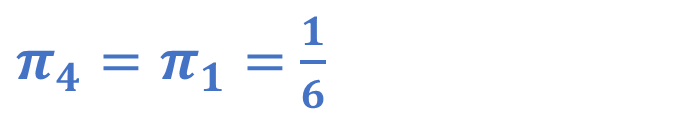 π₄ = π₁ = 1/6